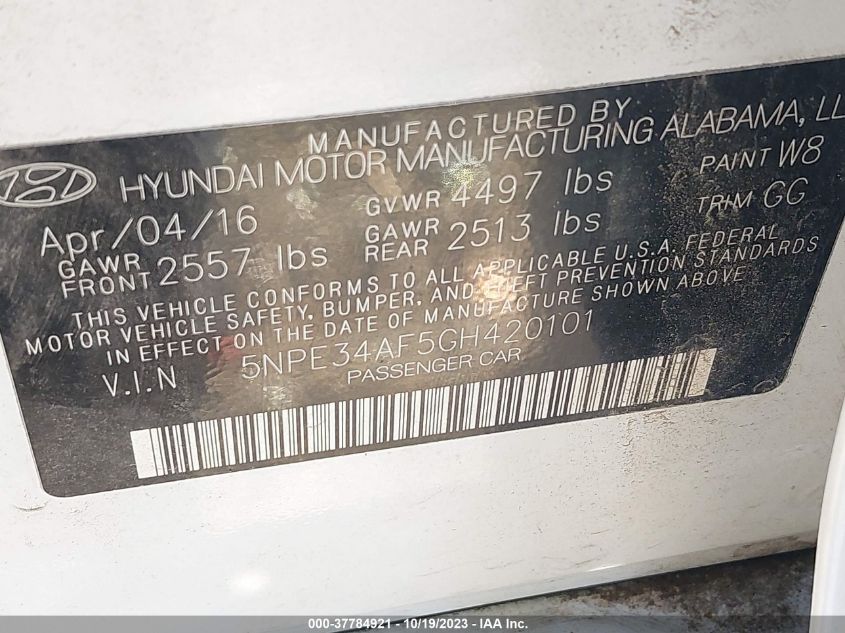 MANUFACTURED BY
HYUNDAI MOTOR MANUFACTURING ALABAMA, LL
Apr/04/16 GVWR 4497 lbs PAINT W8
GAWR FRONT 2557 lbs GAWR REAR 2513 lbs TRIM GG
THIS VEHICLE CONFORMS TO ALL APPLICABLE U.S.A. FEDERAL
MOTOR VEHICLE SAFETY, BUMPER, AND THEFT PREVENTION STANDARDS
IN EFFECT ON THE DATE OF MANUFACTURE SHOWN ABOVE
V.I.N 5NPE34AF5GH420101
PASSENGER CAR
000-37784921 - 10/19/2023 - IAA Inc.